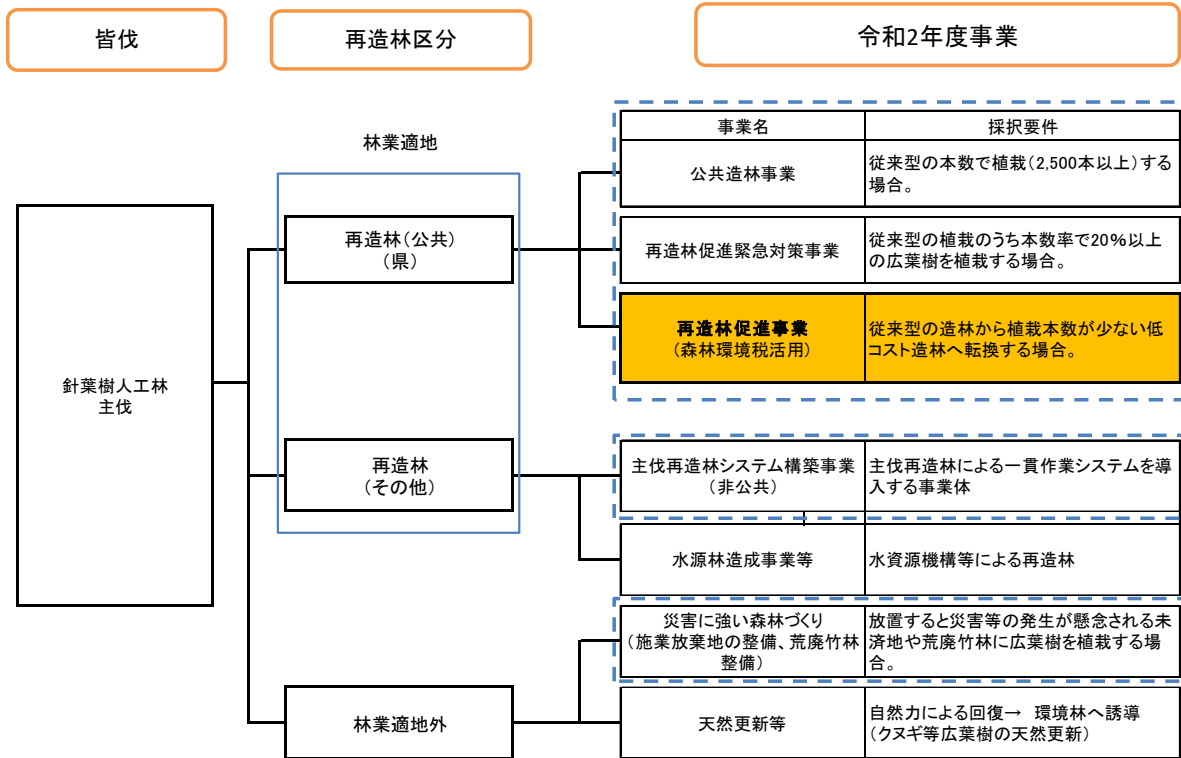 皆伐
再造林区分
令和2年度事業
林業適地
針葉樹人工林
主伐
再造林(公共)
(県)
再造林
(その他)
林業適地外
事業名
採択要件
公共造林事業
従来型の本数で植栽(2,500本以上)する
場合。
再造林促進緊急対策事業
従来型の植栽のうち本数率で20%以上
の広葉樹を植栽する場合。
再造林促進事業
(森林環境税活用)
従来型の造林から植栽本数が少ない低
コスト造林へ転換する場合。
主伐再造林システム構築事業
(非公共)
主伐再造林による一貫作業システムを導
入する事業体
水源林造成事業等
水資源機構等による再造林
災害に強い森林づくり
(施業放棄地の整備、荒廃竹林
整備)
放置すると災害等の発生が懸念される未
済地や荒廃竹林に広葉樹を植栽する場
合。
天然更新等
自然力による回復→ 環境林へ誘導
(クヌギ等広葉樹の天然更新)